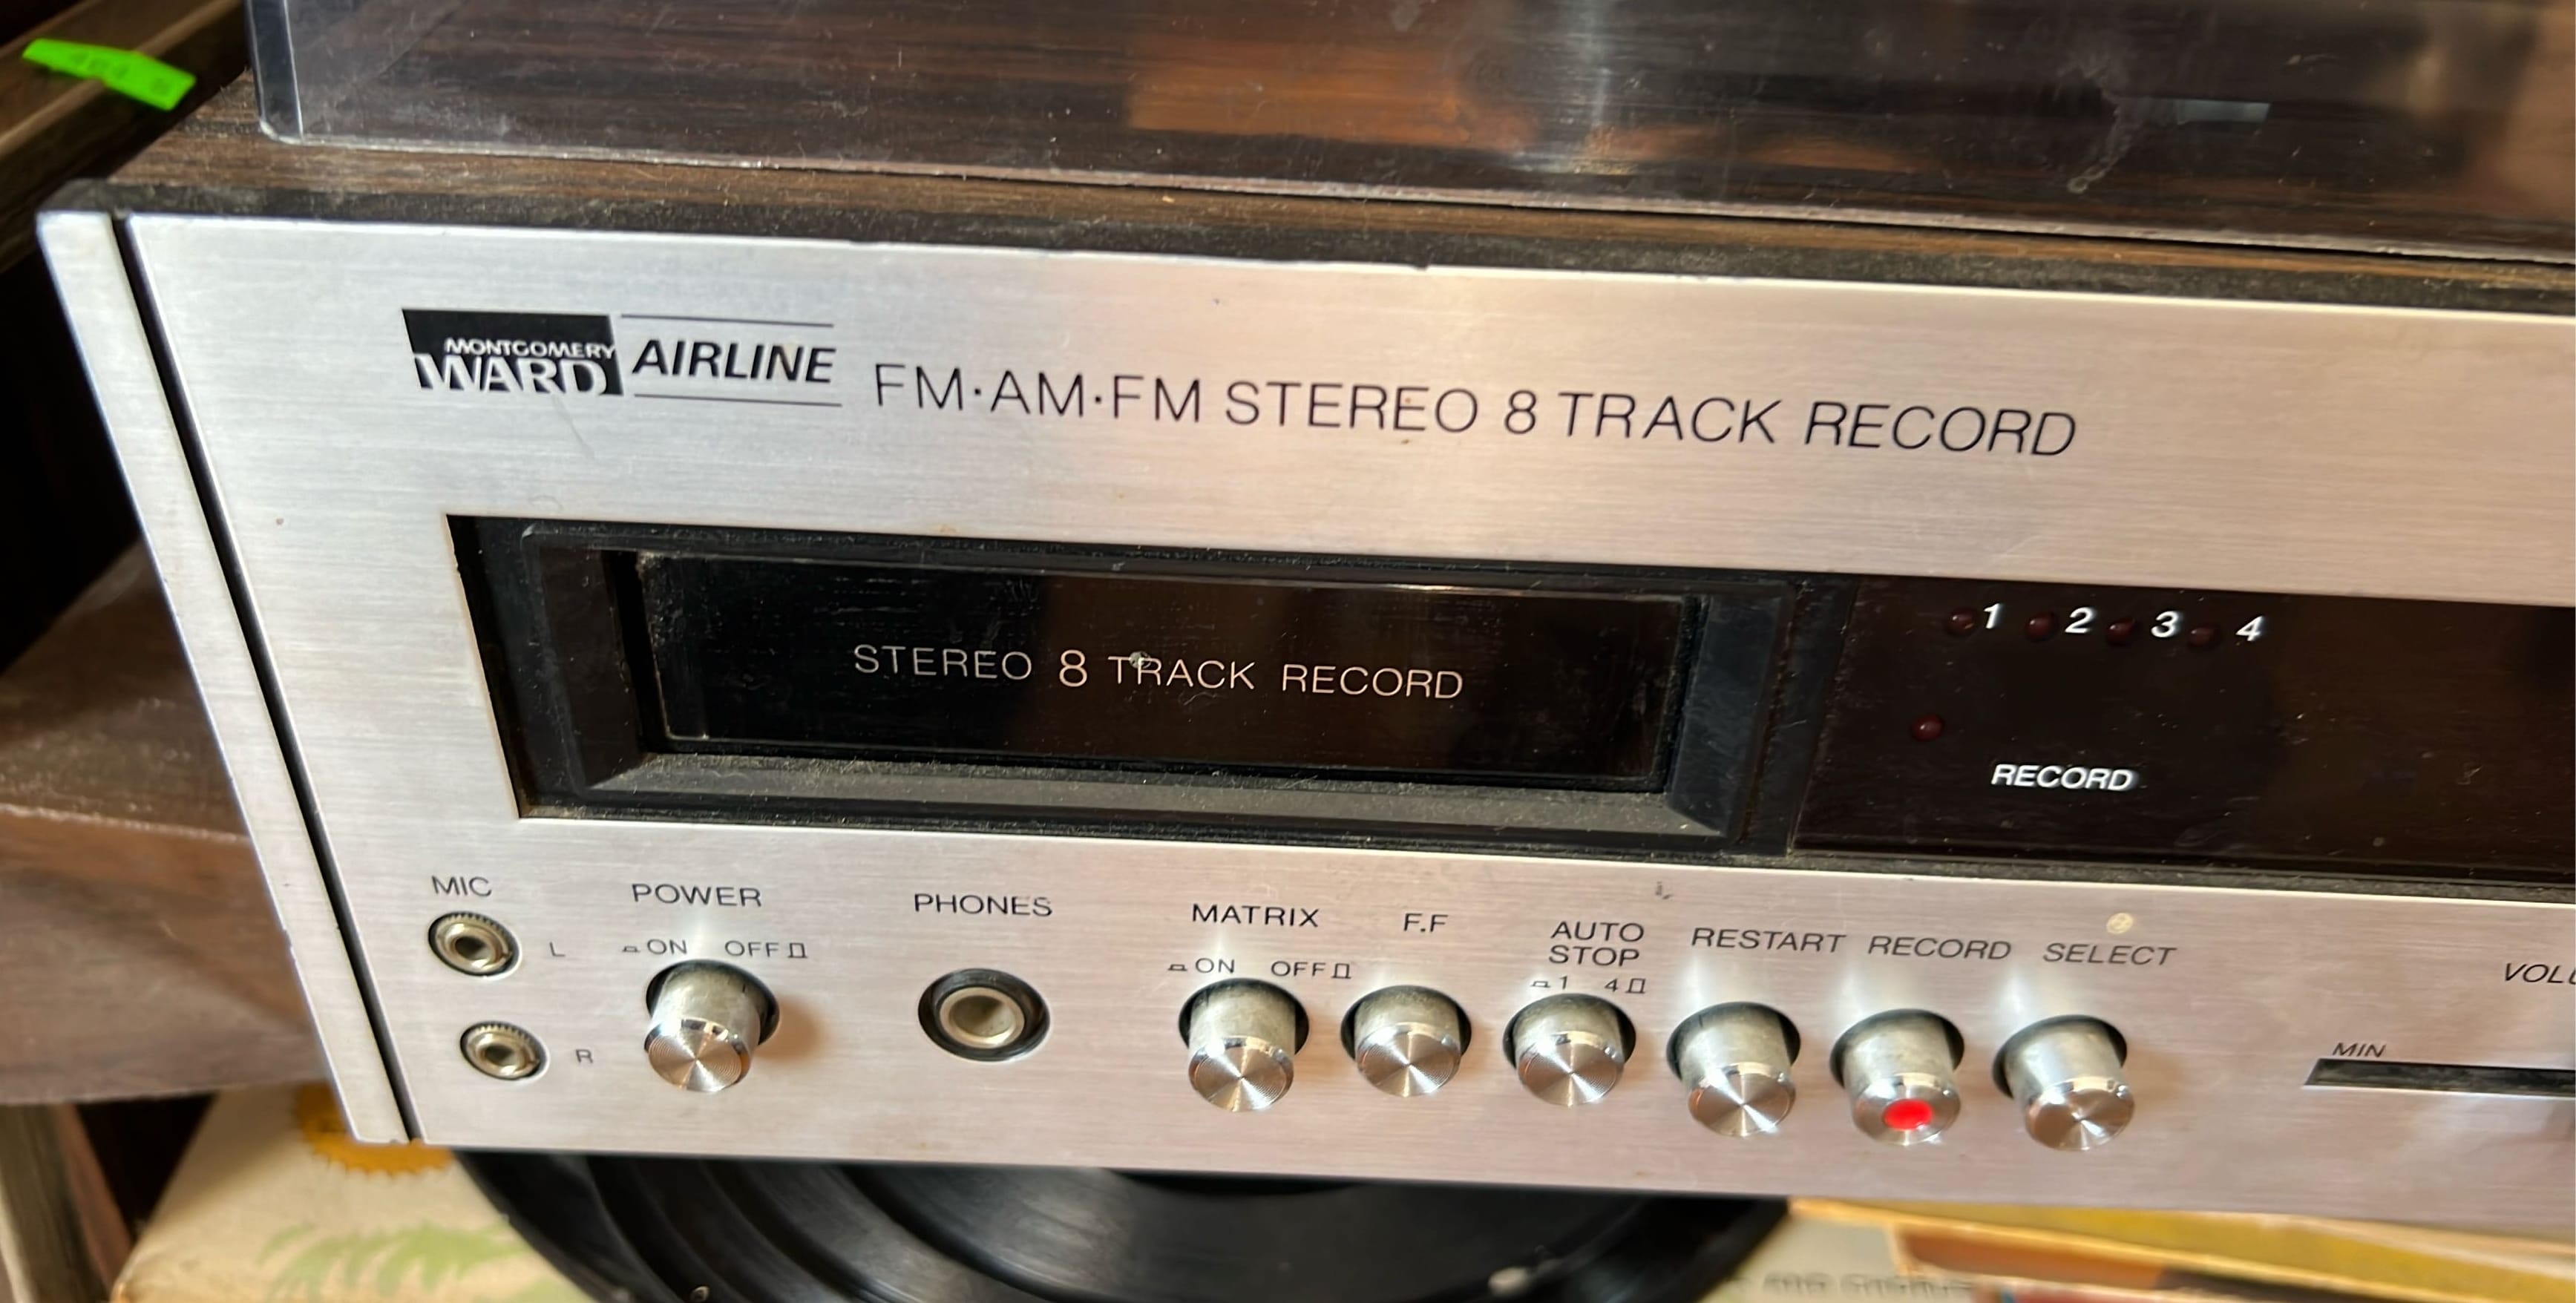 MONTGOMERY
WARD
AIRLINE
FM·AM·FM STEREO 8 TRACK RECORD
STEREO 8 TRACK RECORD
1 2 3 4
RECORD
MIC
L
R
POWER
ON OFF
PHONES
MATRIX
ON OFF
F.F
AUTO
STOP
1 4
RESTART
RECORD
SELECT
MIN